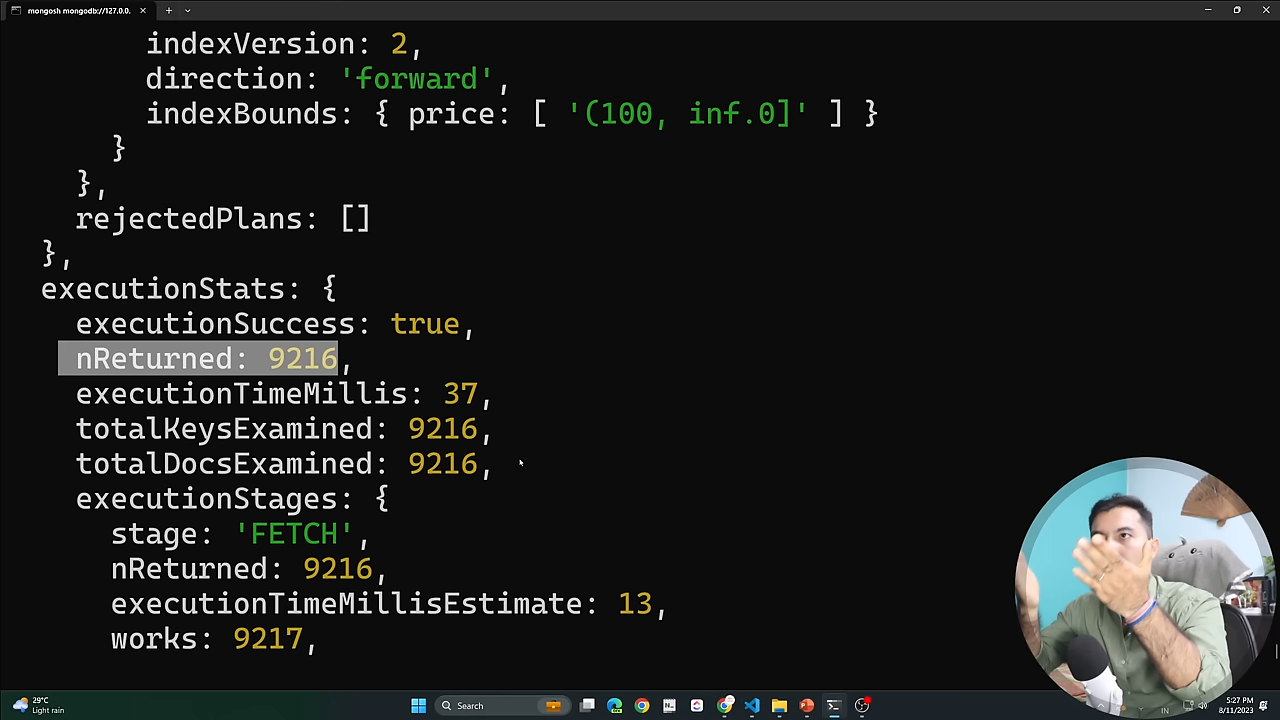 mongosh mongodb://127.0.0.
indexVersion: 2,
direction: 'forward',
indexBounds: { price: [ '(100, inf.0]' ] }
}
},
rejectedPlans: []
},
executionStats: {
executionSuccess: true,
nReturned: 9216,
executionTimeMillis: 37,
totalKeysExamined: 9216,
totalDocsExamined: 9216,
executionStages: {
stage: 'FETCH',
nReturned: 9216,
executionTimeMillisEstimate: 13,
works: 9217,
29°C
Light rain
Search
IN
5:27 PM
8/11/2023